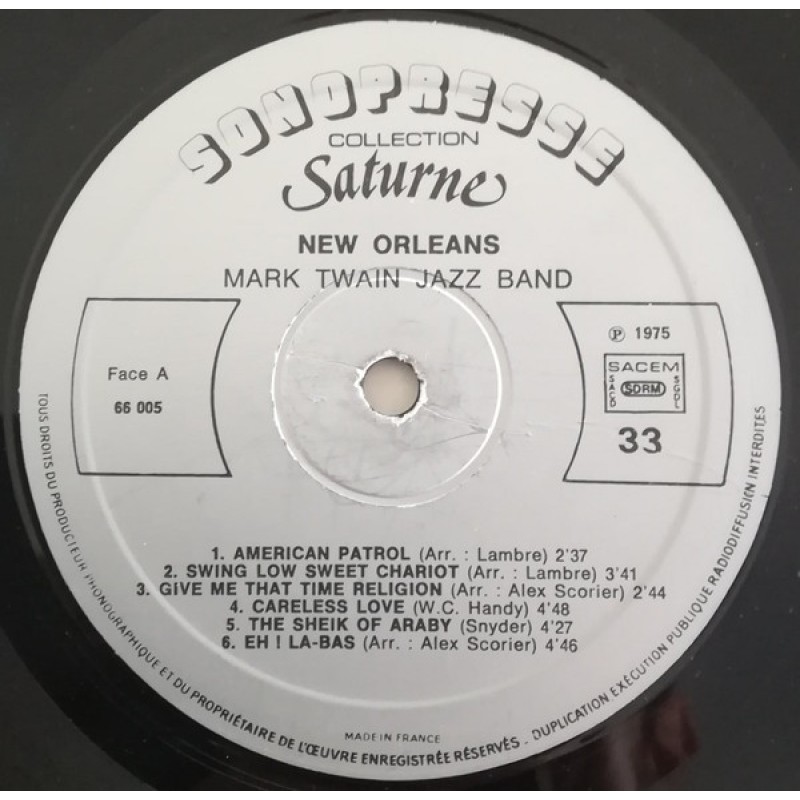 SONOPRESSE
COLLECTION
Saturne
NEW ORLEANS
MARK TWAIN JAZZ BAND
Face A
66 005
℗ 1975
SACEM
SACD SDRM SGDL
33
1. AMERICAN PATROL (Arr. : Lambre) 2'37
2. SWING LOW SWEET CHARIOT (Arr. : Lambre) 3'41
3. GIVE ME THAT TIME RELIGION (Arr. : Alex Scorier) 2'44
4. CARELESS LOVE (W.C. Handy) 4'48
5. THE SHEIK OF ARABY (Snyder) 4'27
6. EH ! LA-BAS (Arr. : Alex Scorier) 4'46
MADE IN FRANCE
TOUS DROITS DU PRODUCTEUR PHONOGRAPHIQUE ET DU PROPRIÉTAIRE DE L'ŒUVRE ENREGISTRÉE RÉSERVÉS . DUPLICATION EXÉCUTION PUBLIQUE RADIODIFFUSION INTERDITES